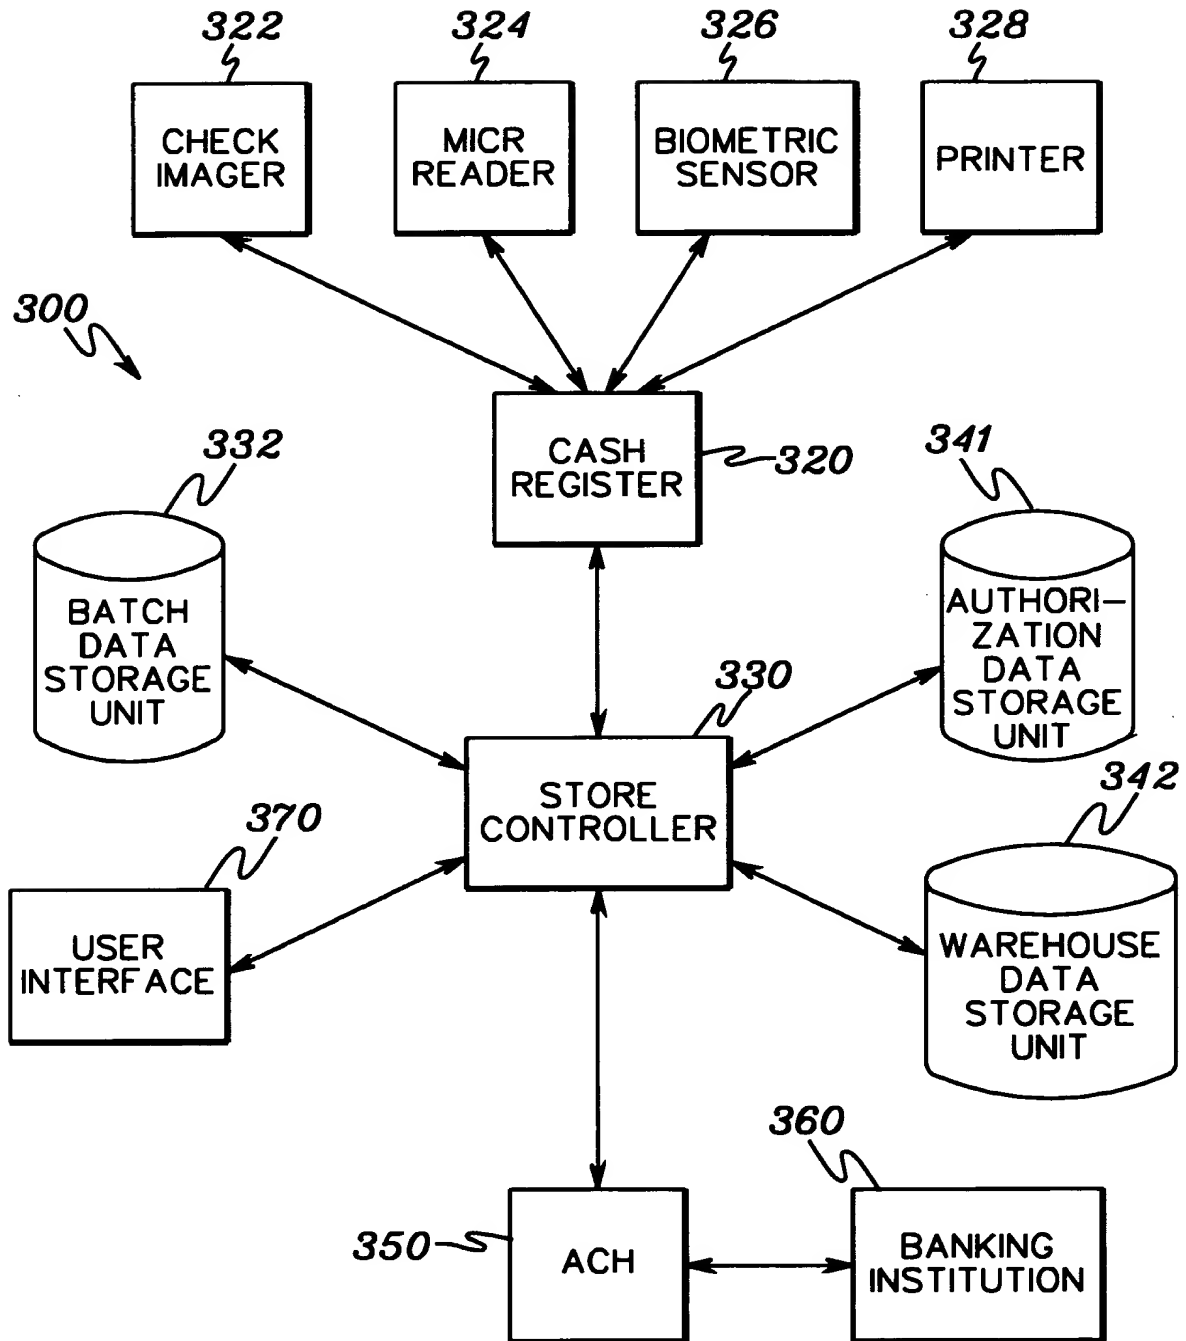 322
324
326
328
CHECK
IMAGER
MICR
READER
BIOMETRIC
SENSOR
PRINTER
300
CASH
REGISTER
320
332
341
BATCH
DATA
STORAGE
UNIT
AUTHORI-
ZATION
DATA
STORAGE
UNIT
330
STORE
CONTROLLER
342
370
USER
INTERFACE
WAREHOUSE
DATA
STORAGE
UNIT
360
350
ACH
BANKING
INSTITUTION